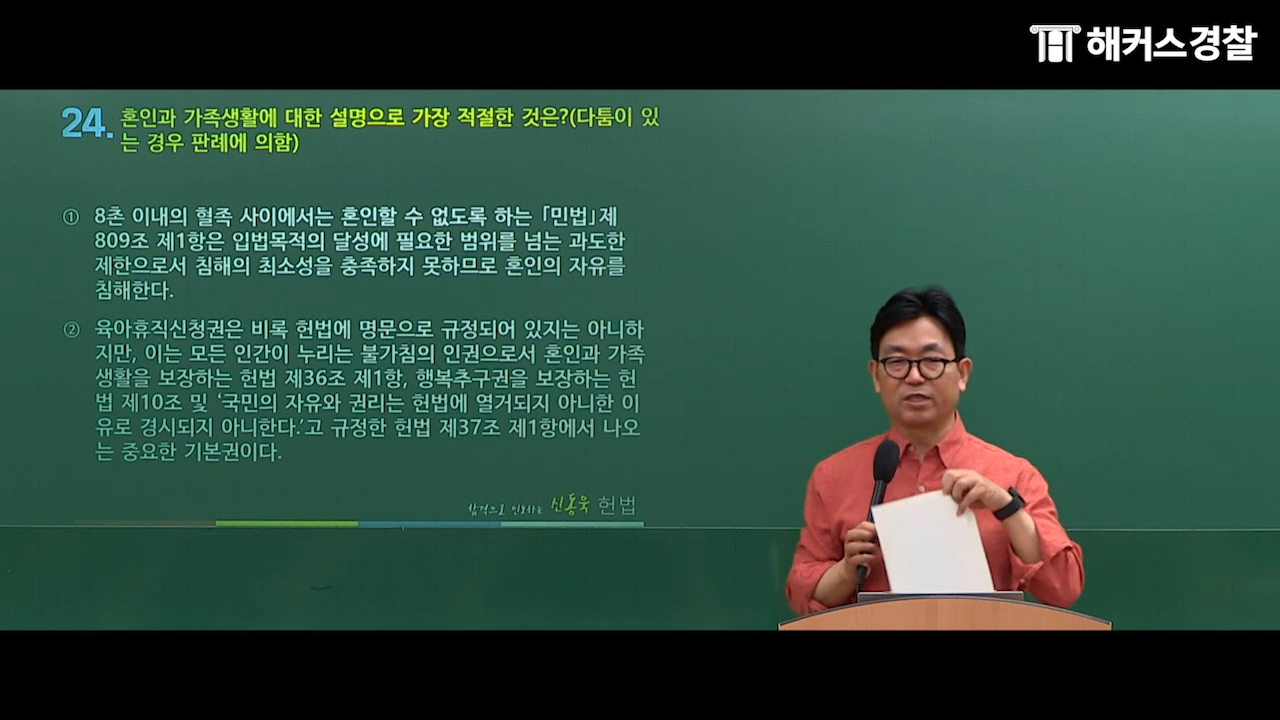 해커스경찰
24. 혼인과 가족생활에 대한 설명으로 가장 적절한 것은?(다툼이 있
는 경우 판례에 의함)
① 8촌 이내의 혈족 사이에서는 혼인할 수 없도록 하는 「민법」제
809조 제1항은 입법목적의 달성에 필요한 범위를 넘는 과도한
제한으로서 침해의 최소성을 충족하지 못하므로 혼인의 자유를
침해한다.
② 육아휴직신청권은 비록 헌법에 명문으로 규정되어 있지는 아니하
지만, 이는 모든 인간이 누리는 불가침의 인권으로서 혼인과 가족
생활을 보장하는 헌법 제36조 제1항, 행복추구권을 보장하는 헌
법 제10조 및 ‘국민의 자유와 권리는 헌법에 열거되지 아니한 이
유로 경시되지 아니한다.’고 규정한 헌법 제37조 제1항에서 나오
는 중요한 기본권이다.
합격으로 인도하는 신동욱 헌법